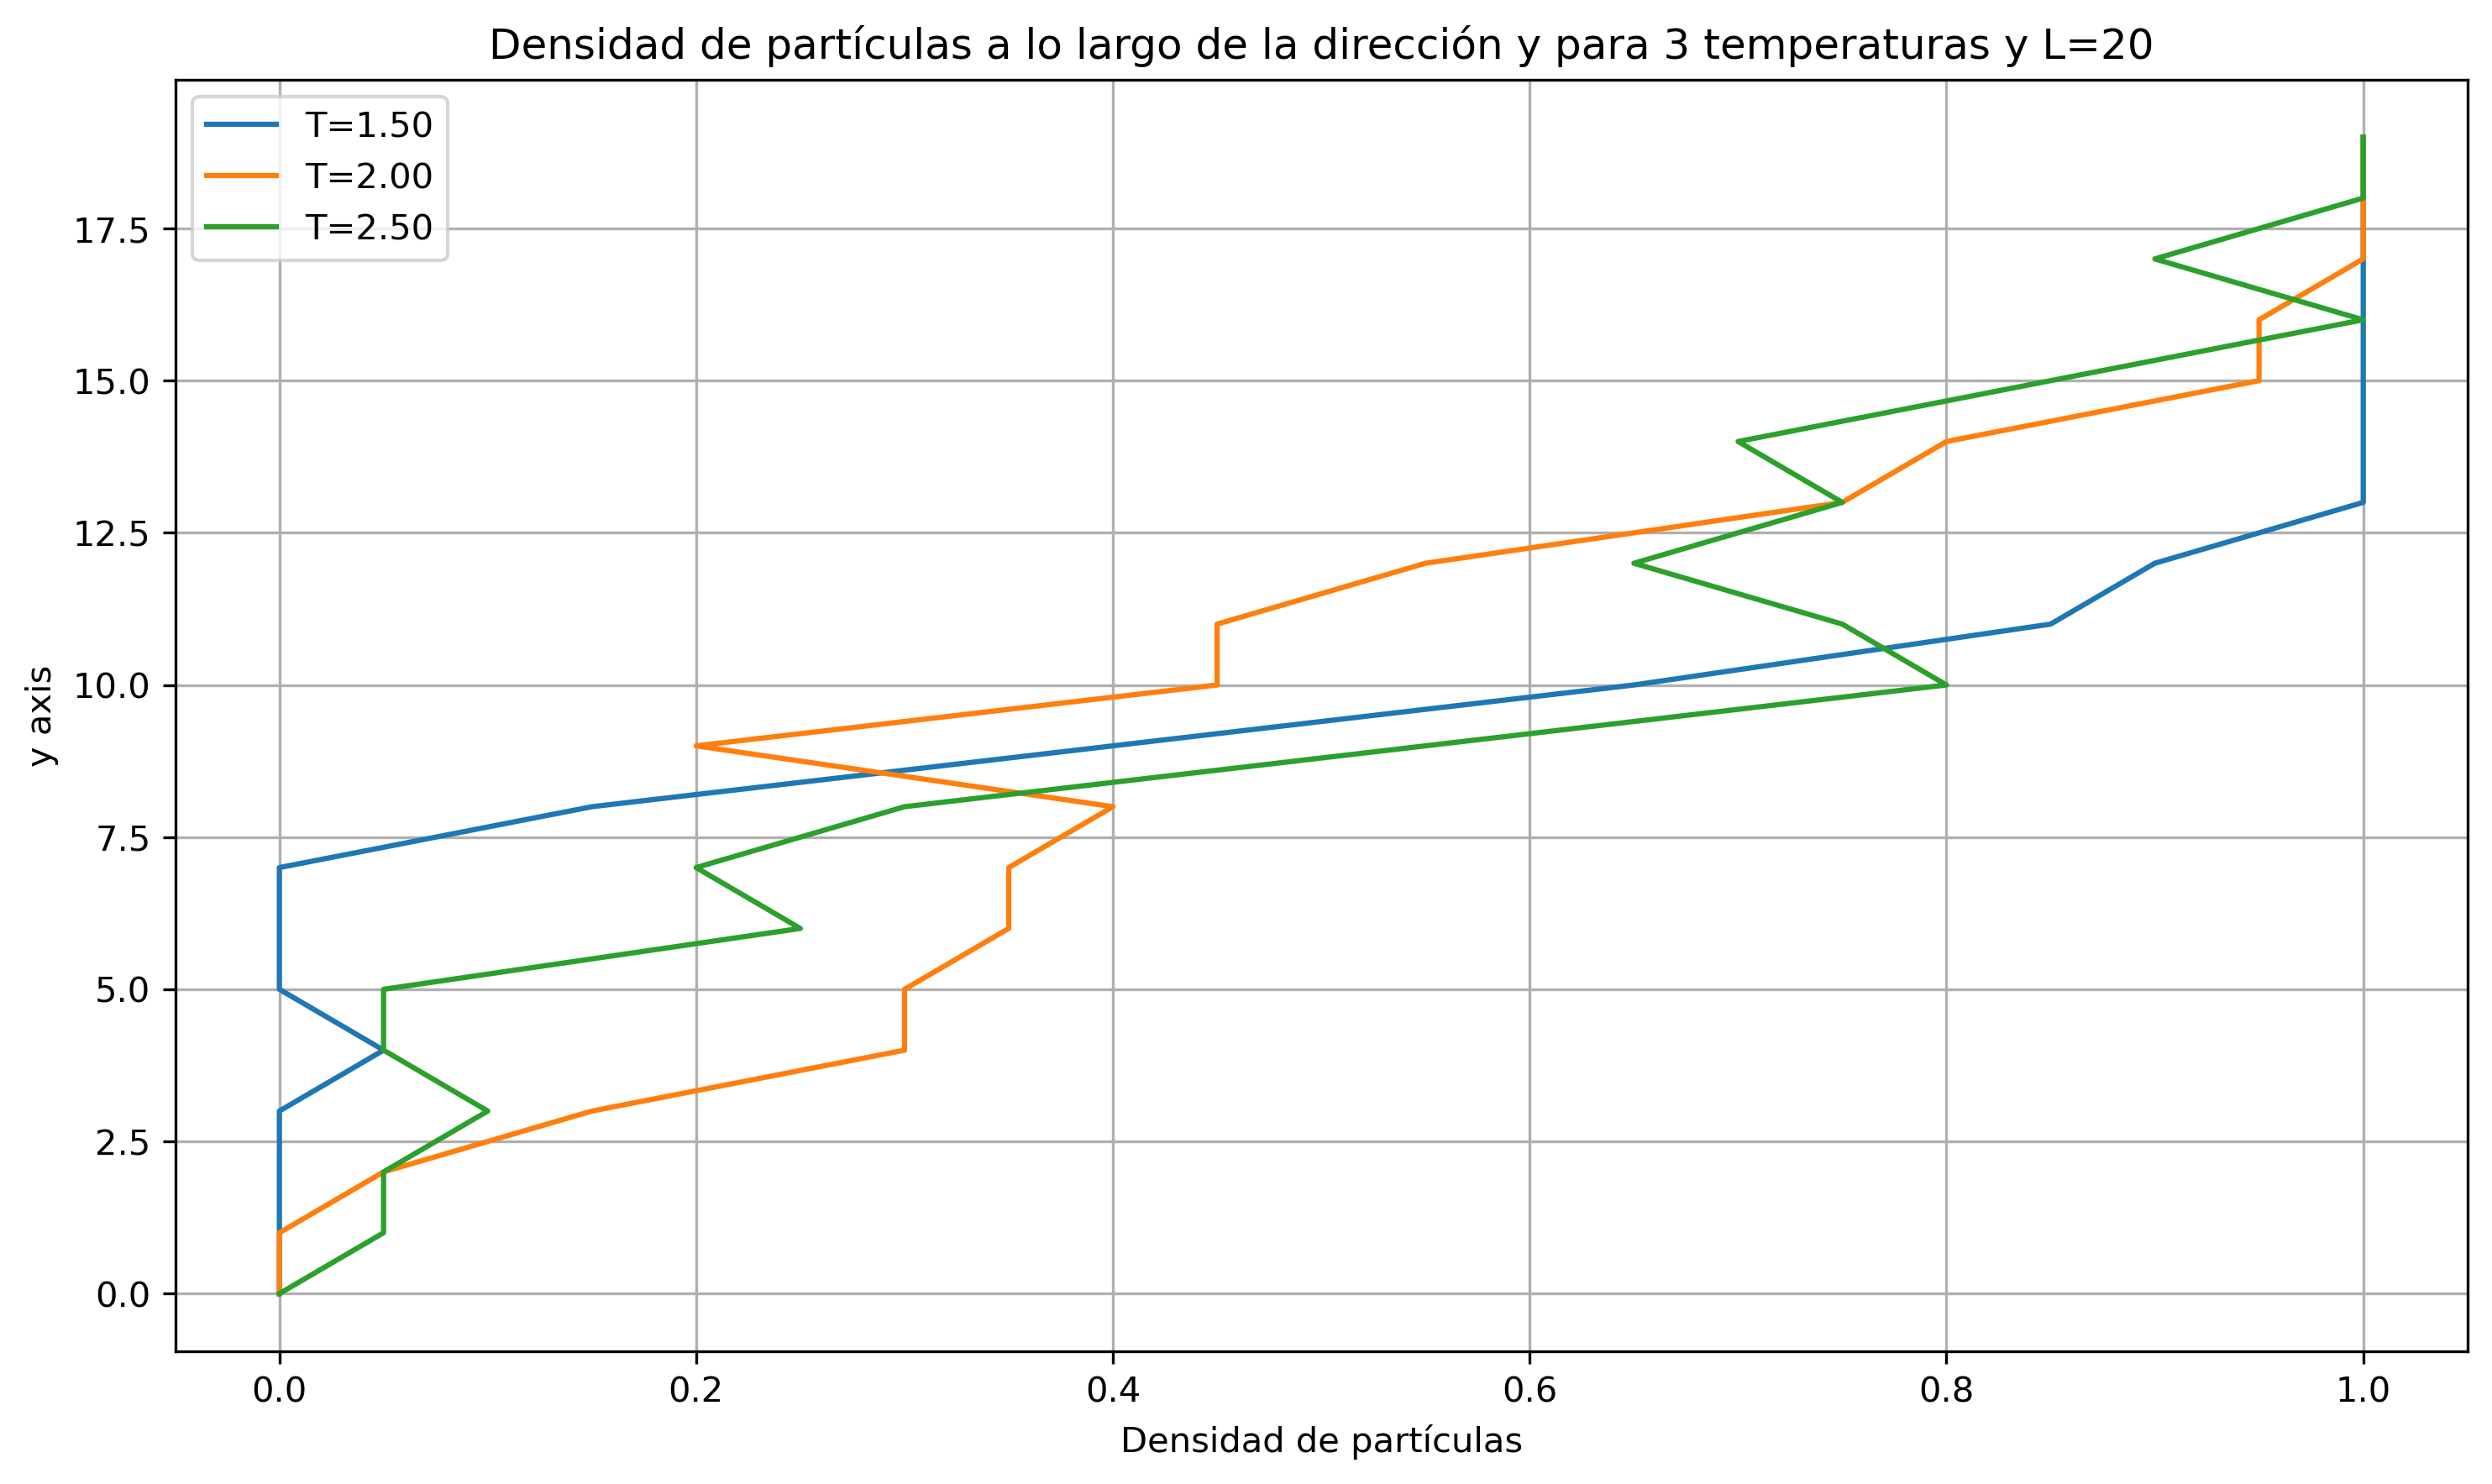 Densidad de partículas a lo largo de la dirección y para 3 temperaturas y L=20
T=1.50
T=2.00
T=2.50
17.5
15.0
12.5
10.0
7.5
5.0
2.5
0.0
y axis
0.0 0.2 0.4 0.6 0.8 1.0
Densidad de partículas